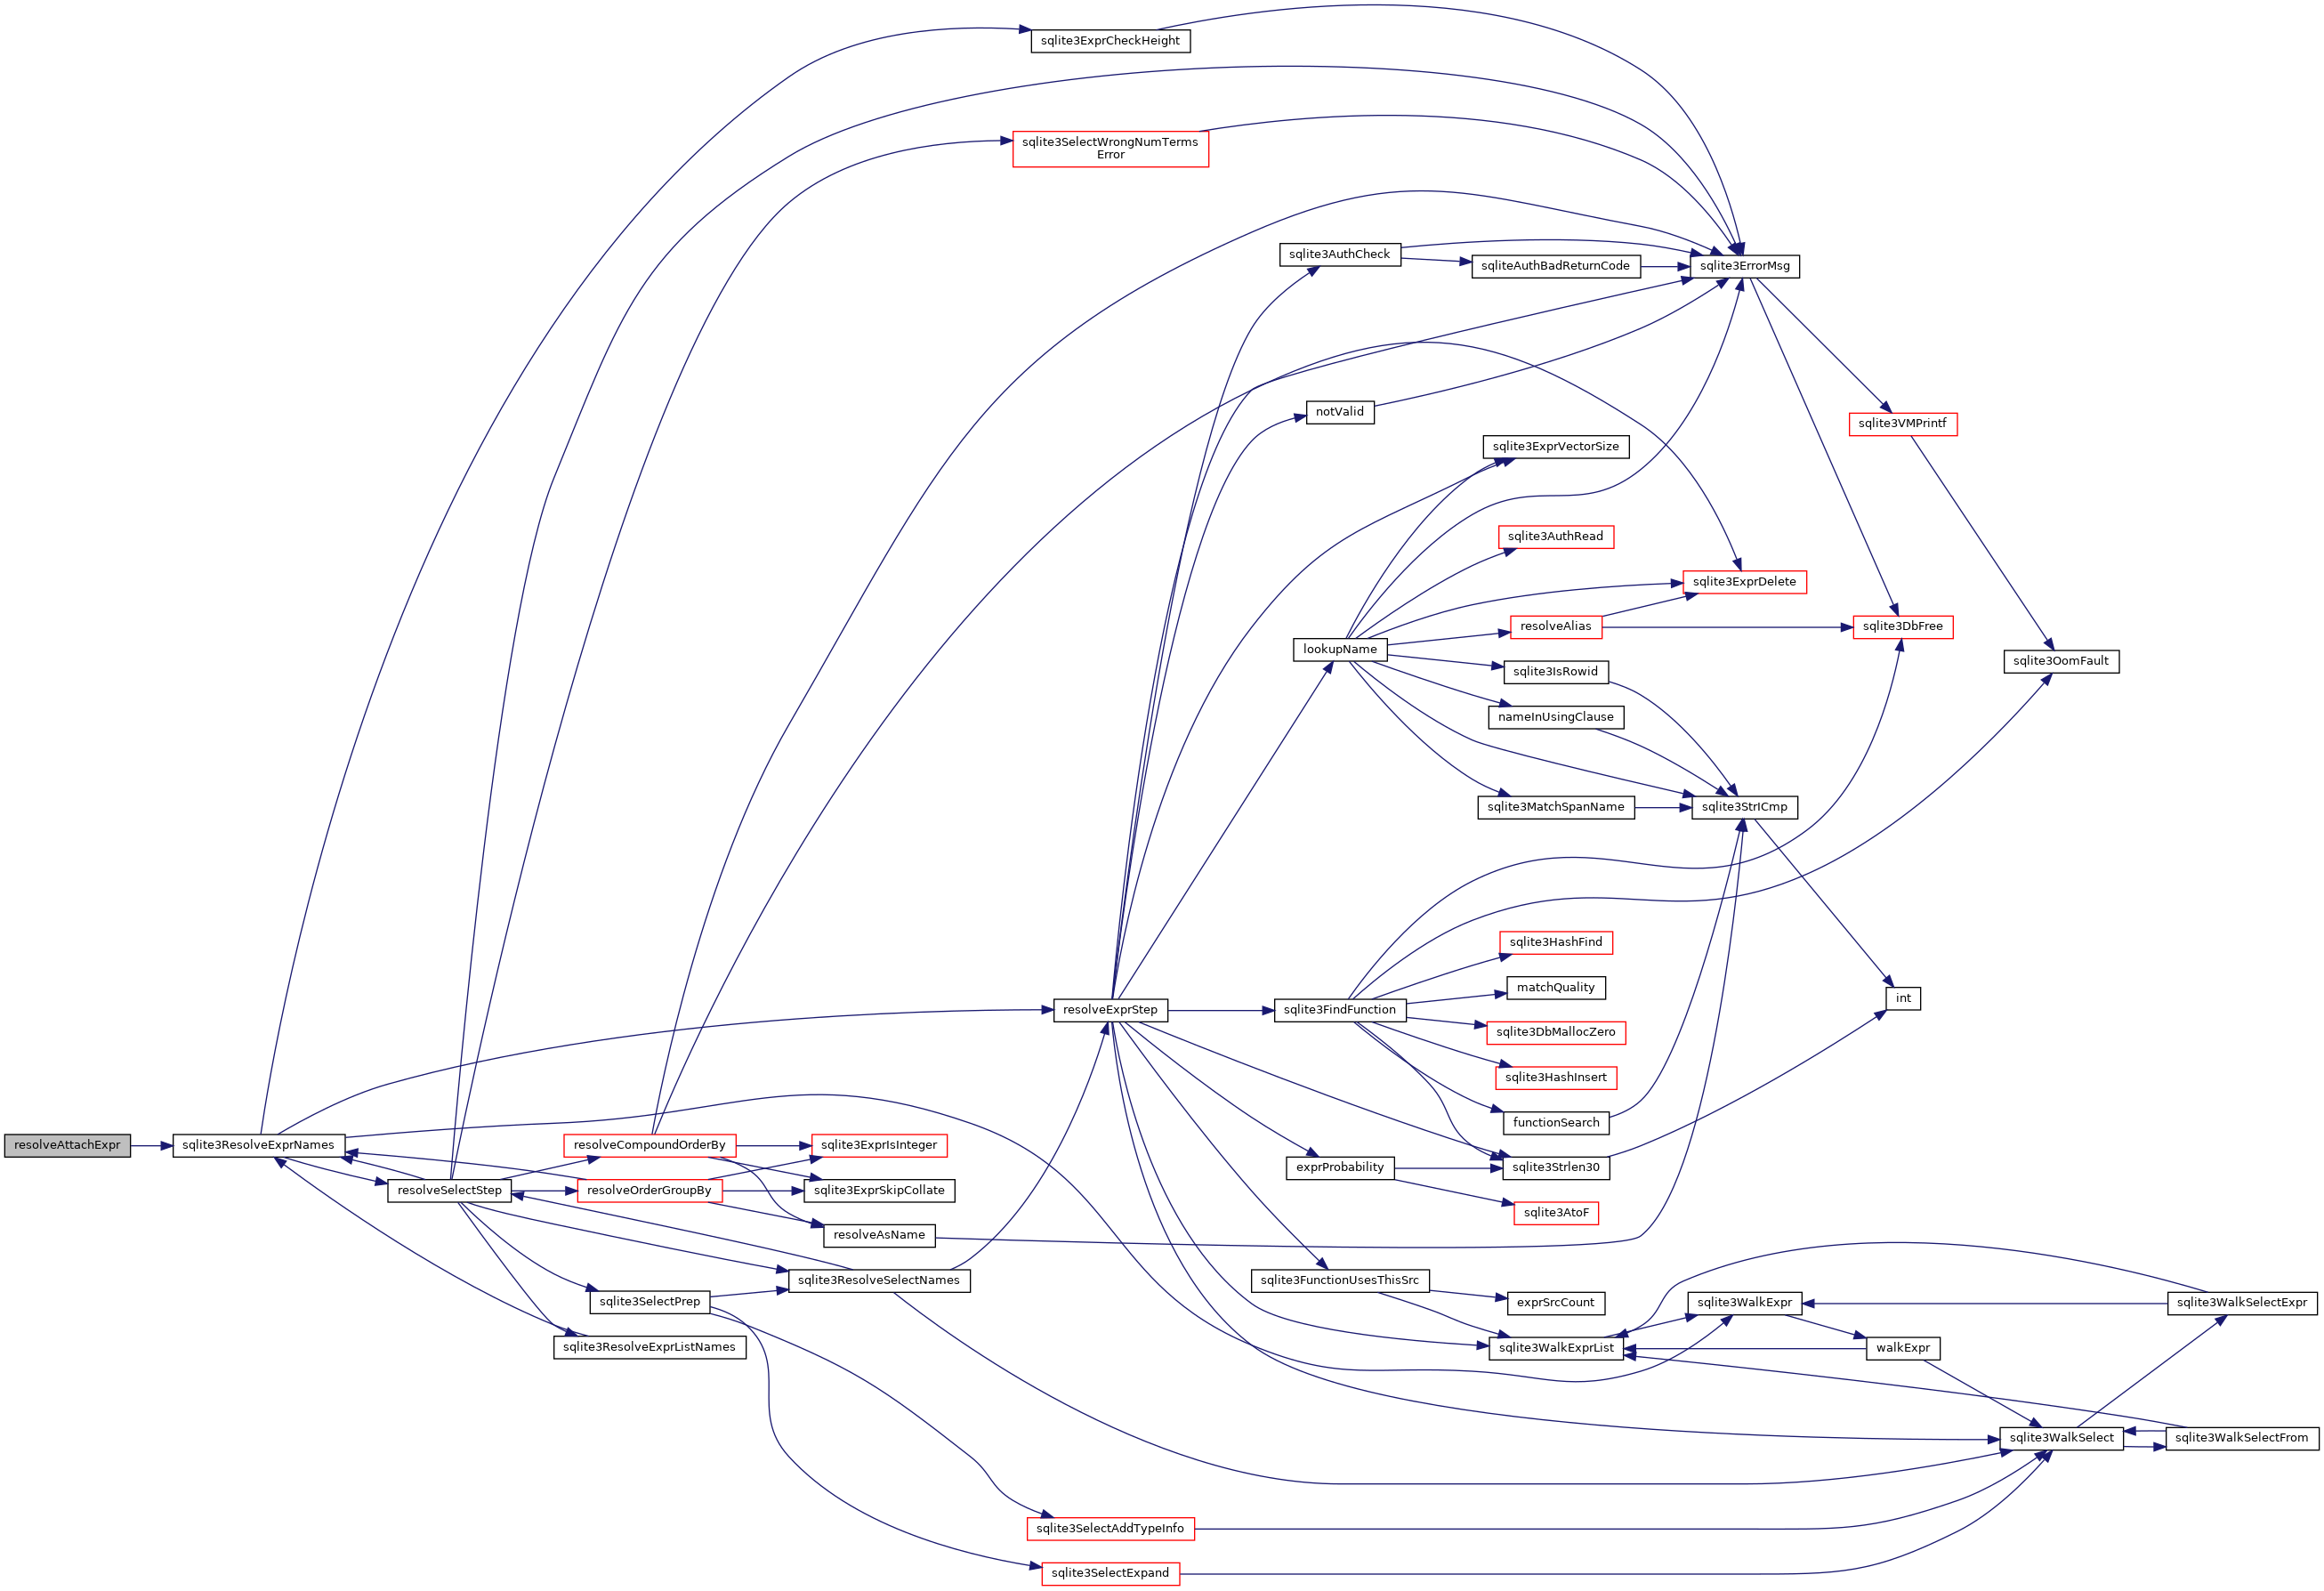 sqlite3ExprCheckHeight
sqlite3SelectWrongNumTerms
Error
sqlite3AuthCheck
sqliteAuthBadReturnCode
sqlite3ErrorMsg
notValid
sqlite3VMPrintf
sqlite3ExprVectorSize
sqlite3AuthRead
sqlite3ExprDelete
resolveAlias
sqlite3DbFree
lookupName
sqlite3OomFault
sqlite3IsRowid
nameInUsingClause
sqlite3MatchSpanName
sqlite3StrICmp
sqlite3HashFind
matchQuality
int
resolveExprStep
sqlite3FindFunction
sqlite3DbMallocZero
sqlite3HashInsert
functionSearch
resolveAttachExpr
sqlite3ResolveExprNames
resolveCompoundOrderBy
sqlite3ExprIsInteger
exprProbability
sqlite3Strlen30
resolveSelectStep
resolveOrderGroupBy
sqlite3ExprSkipCollate
sqlite3AtoF
resolveAsName
sqlite3ResolveSelectNames
sqlite3FunctionUsesThisSrc
sqlite3SelectPrep
exprSrcCount
sqlite3WalkExpr
sqlite3WalkSelectExpr
sqlite3ResolveExprListNames
sqlite3WalkExprList
walkExpr
sqlite3WalkSelect
sqlite3WalkSelectFrom
sqlite3SelectAddTypeInfo
sqlite3SelectExpand